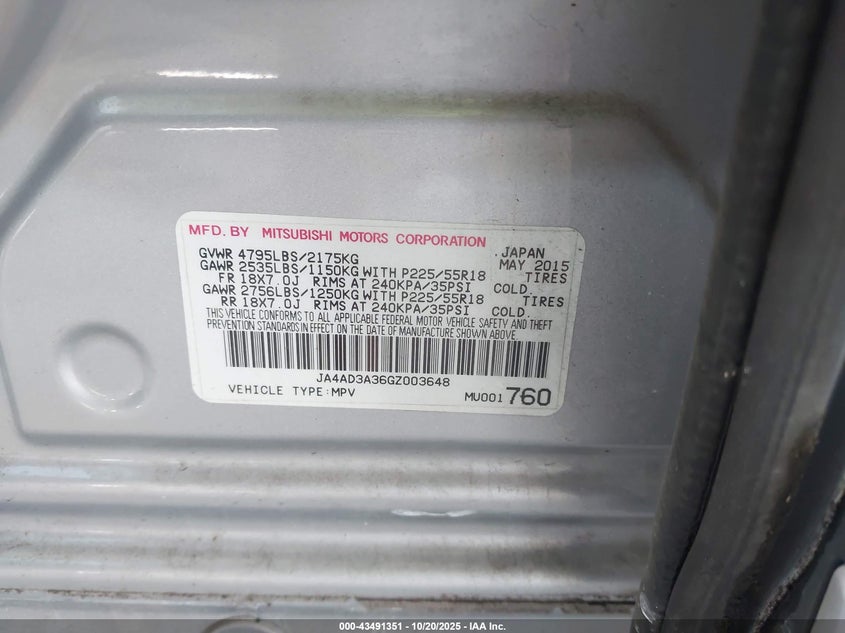 MFD. BY MITSUBISHI MOTORS CORPORATION
GVWR 4795LBS/2175KG JAPAN
GAWR 2535LBS/1150KG WITH P225/55R18 MAY 2015 TIRES
FR 18X7.0J RIMS AT 240KPA/35PSI COLD.
GAWR 2756LBS/1250KG WITH P225/55R18 TIRES
RR 18X7.0J RIMS AT 240KPA/35PSI COLD.
THIS VEHICLE CONFORMS TO ALL APPLICABLE FEDERAL MOTOR VEHICLE SAFETY AND THEFT
PREVENTION STANDARDS IN EFFECT ON THE DATE OF MANUFACTURE SHOWN ABOVE.
JA4AD3A36GZ003648
VEHICLE TYPE:MPV MU001760
000-43491351 - 10/20/2025 - IAA Inc.